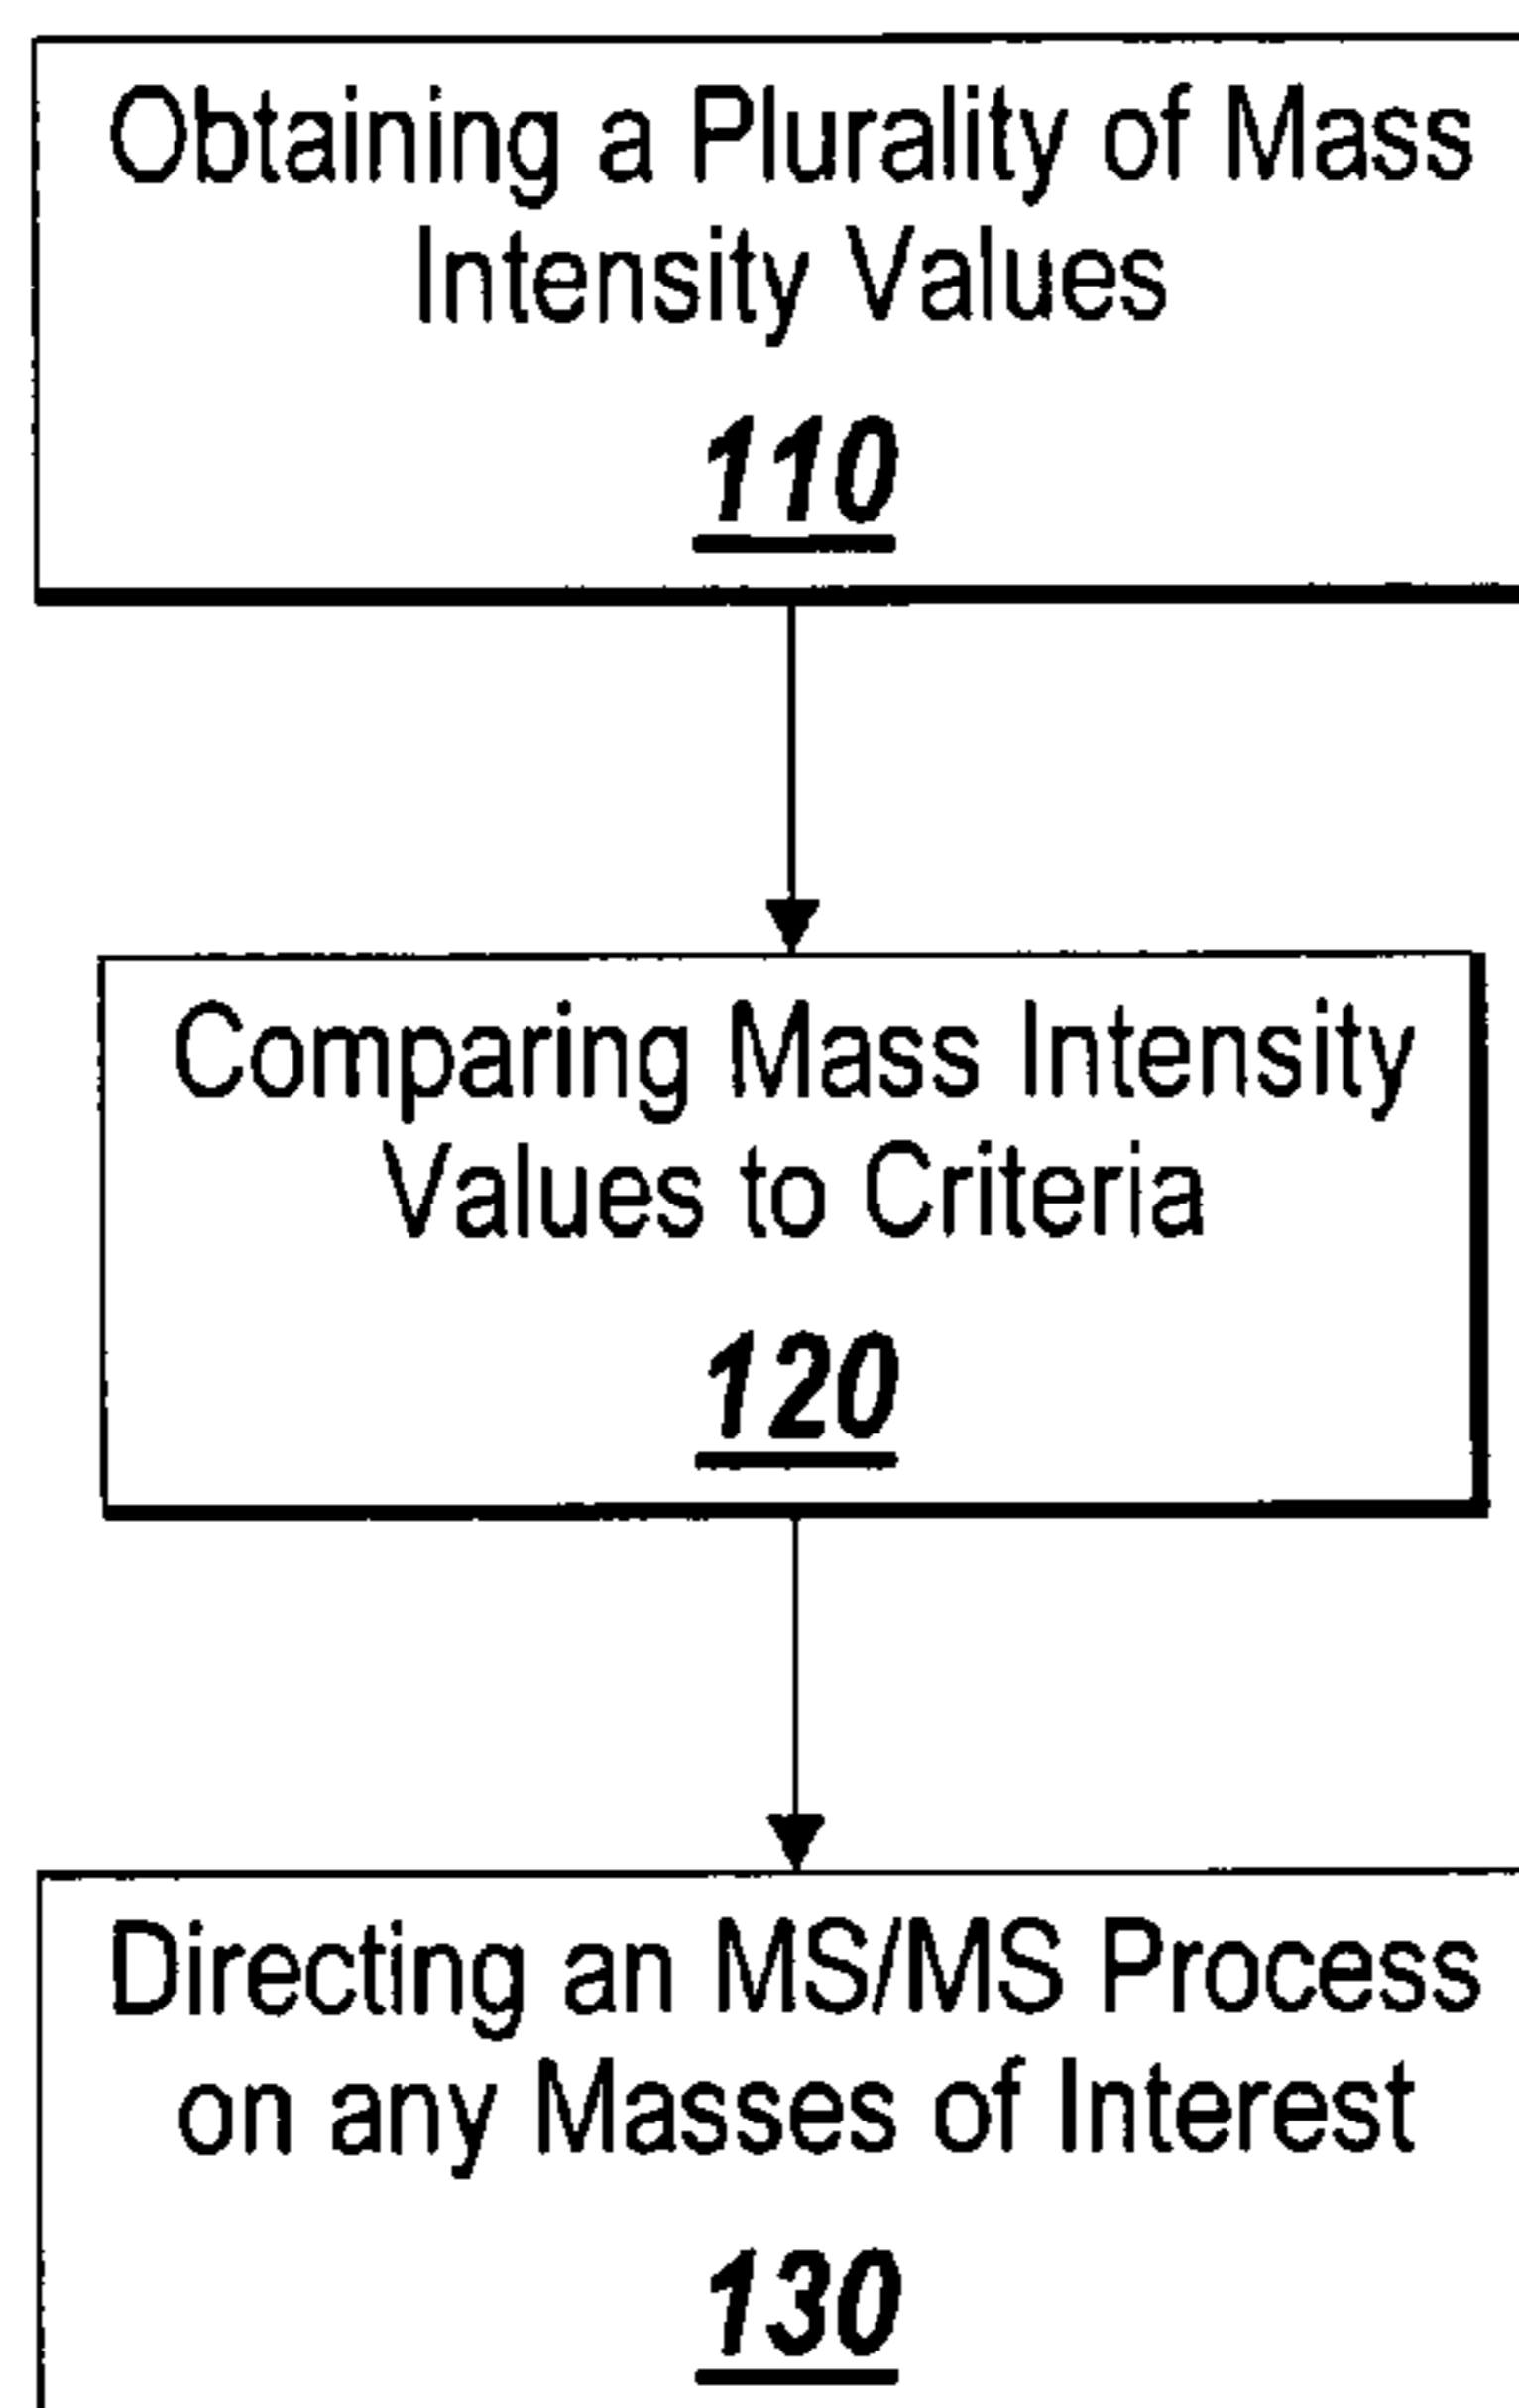 Obtaining a Plurality of Mass
Intensity Values
110
Comparing Mass Intensity
Values to Criteria
120
Directing an MS/MS Process
on any Masses of Interest
130